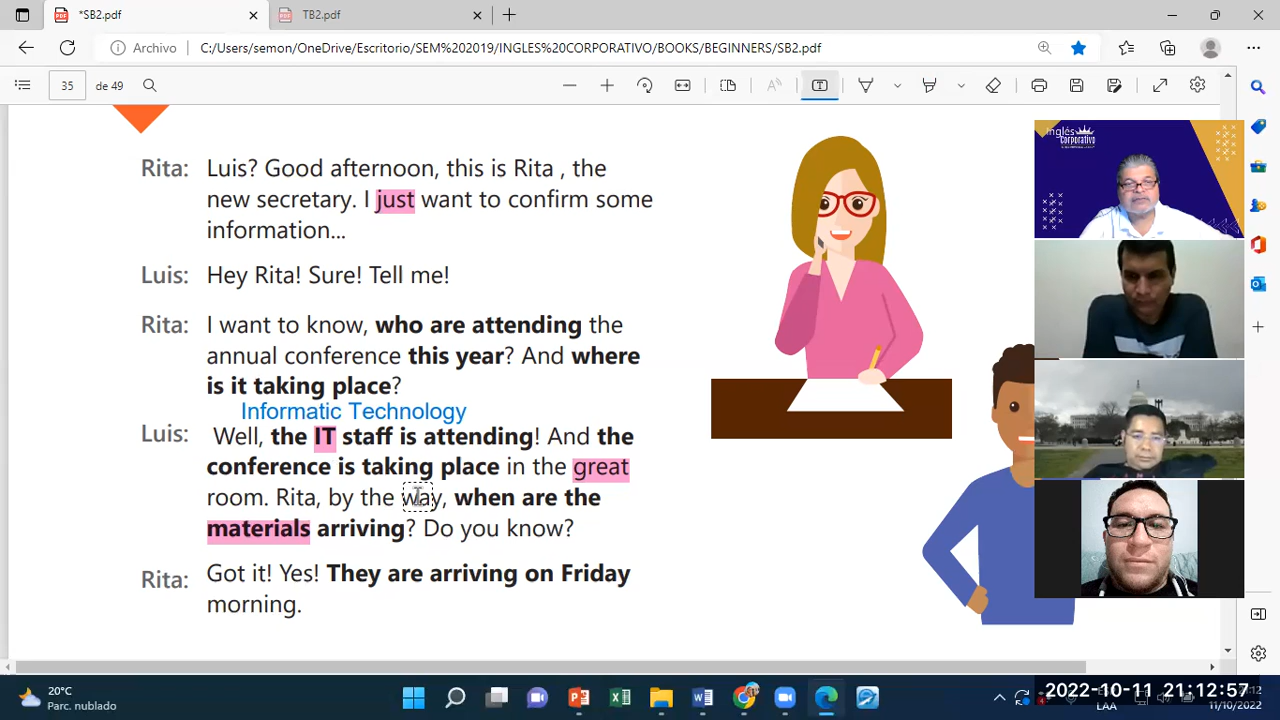 *SB2.pdf
TB2.pdf
Archivo
C:/Users/semon/OneDrive/Escritorio/SEM%202019/INGLES%20CORPORATIVO/BOOKS/BEGINNERS/SB2.pdf
35 de 49
Rita: Luis? Good afternoon, this is Rita , the
new secretary. I just want to confirm some
information...
Luis: Hey Rita! Sure! Tell me!
Rita: I want to know, who are attending the
annual conference this year? And where
is it taking place?
Informatic Technology
Luis: Well, the IT staff is attending! And the
conference is taking place in the great
room. Rita, by the way, when are the
materials arriving? Do you know?
Rita: Got it! Yes! They are arriving on Friday
morning.
Inglés
Corporativo
20°C
Parc. nublado
LAA
2022-10-11 21:12:57
11/10/2022